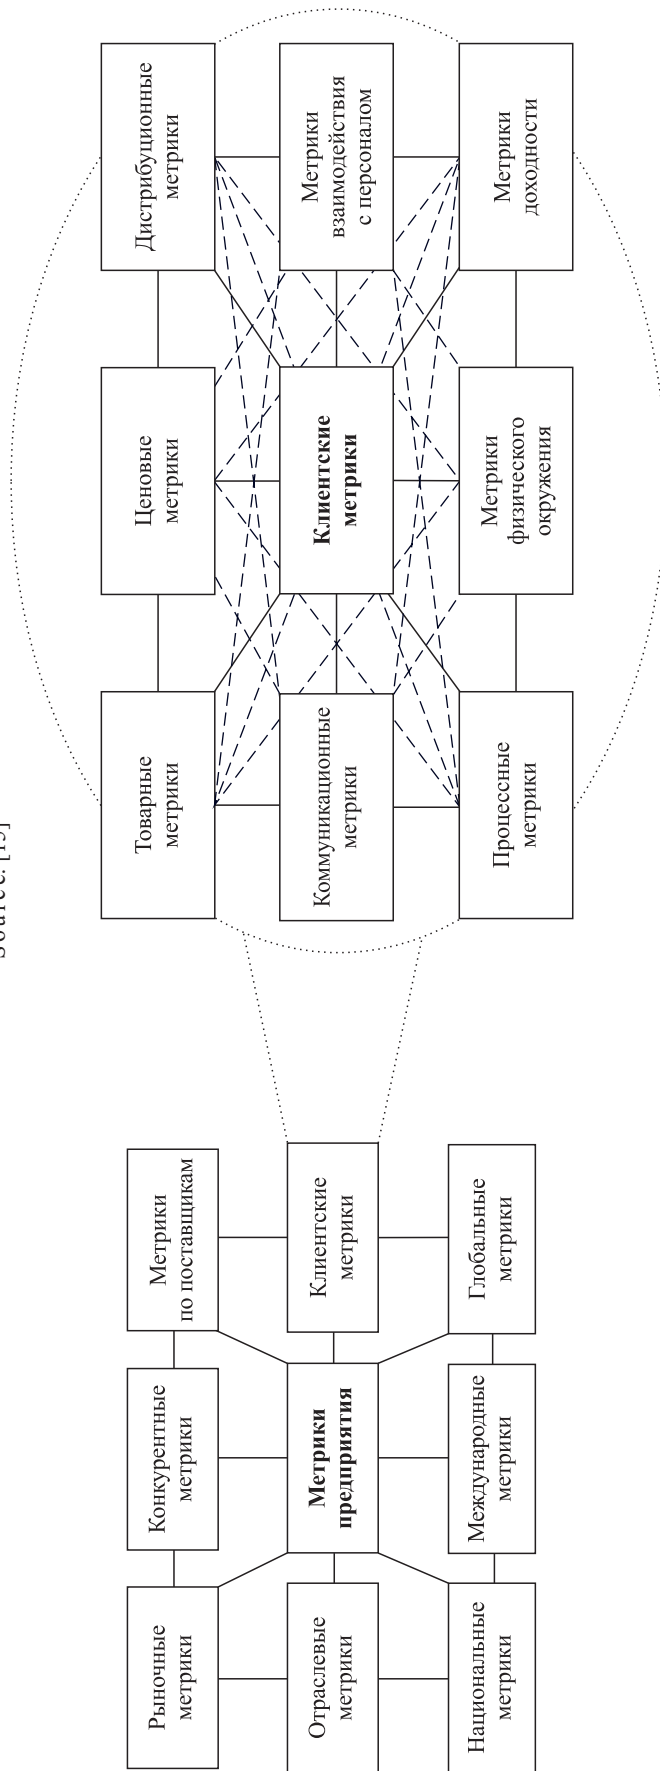 Рыночные
метрики
Конкурентные
метрики
Метрики
по поставщикам
Отраслевые
метрики
Метрики
предприятия
Клиентские
метрики
Национальные
метрики
Международные
метрики
Глобальные
метрики
Товарные
метрики
Ценовые
метрики
Дистрибуционные
метрики
Коммуникационные
метрики
Клиентские
метрики
Метрики
взаимодействия
с персоналом
Процессные
метрики
Метрики
физического
окружения
Метрики
доходности